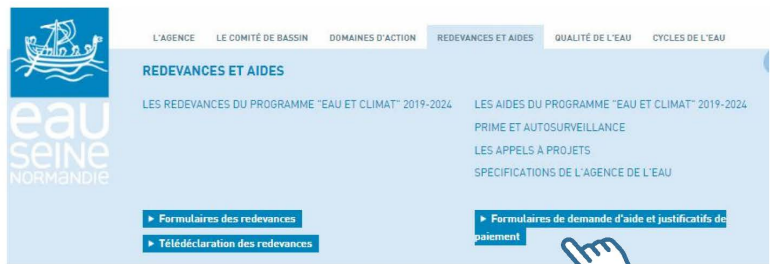 L'AGENCE LE COMITÉ DE BASSIN DOMAINES D'ACTION REDEVANCES ET AIDES QUALITÉ DE L'EAU CYCLES DE L'EAU
REDEVANCES ET AIDES
LES REDEVANCES DU PROGRAMME "EAU ET CLIMAT" 2019-2024
LES AIDES DU PROGRAMME "EAU ET CLIMAT" 2019-2024
PRIME ET AUTOSURVEILLANCE
LES APPELS À PROJETS
SPECIFICATIONS DE L'AGENCE DE L'EAU
eau
seine
NORMANDIE
► Formulaires des redevances
► Télédéclaration des redevances
► Formulaires de demande d'aide et justificatifs de
paiement